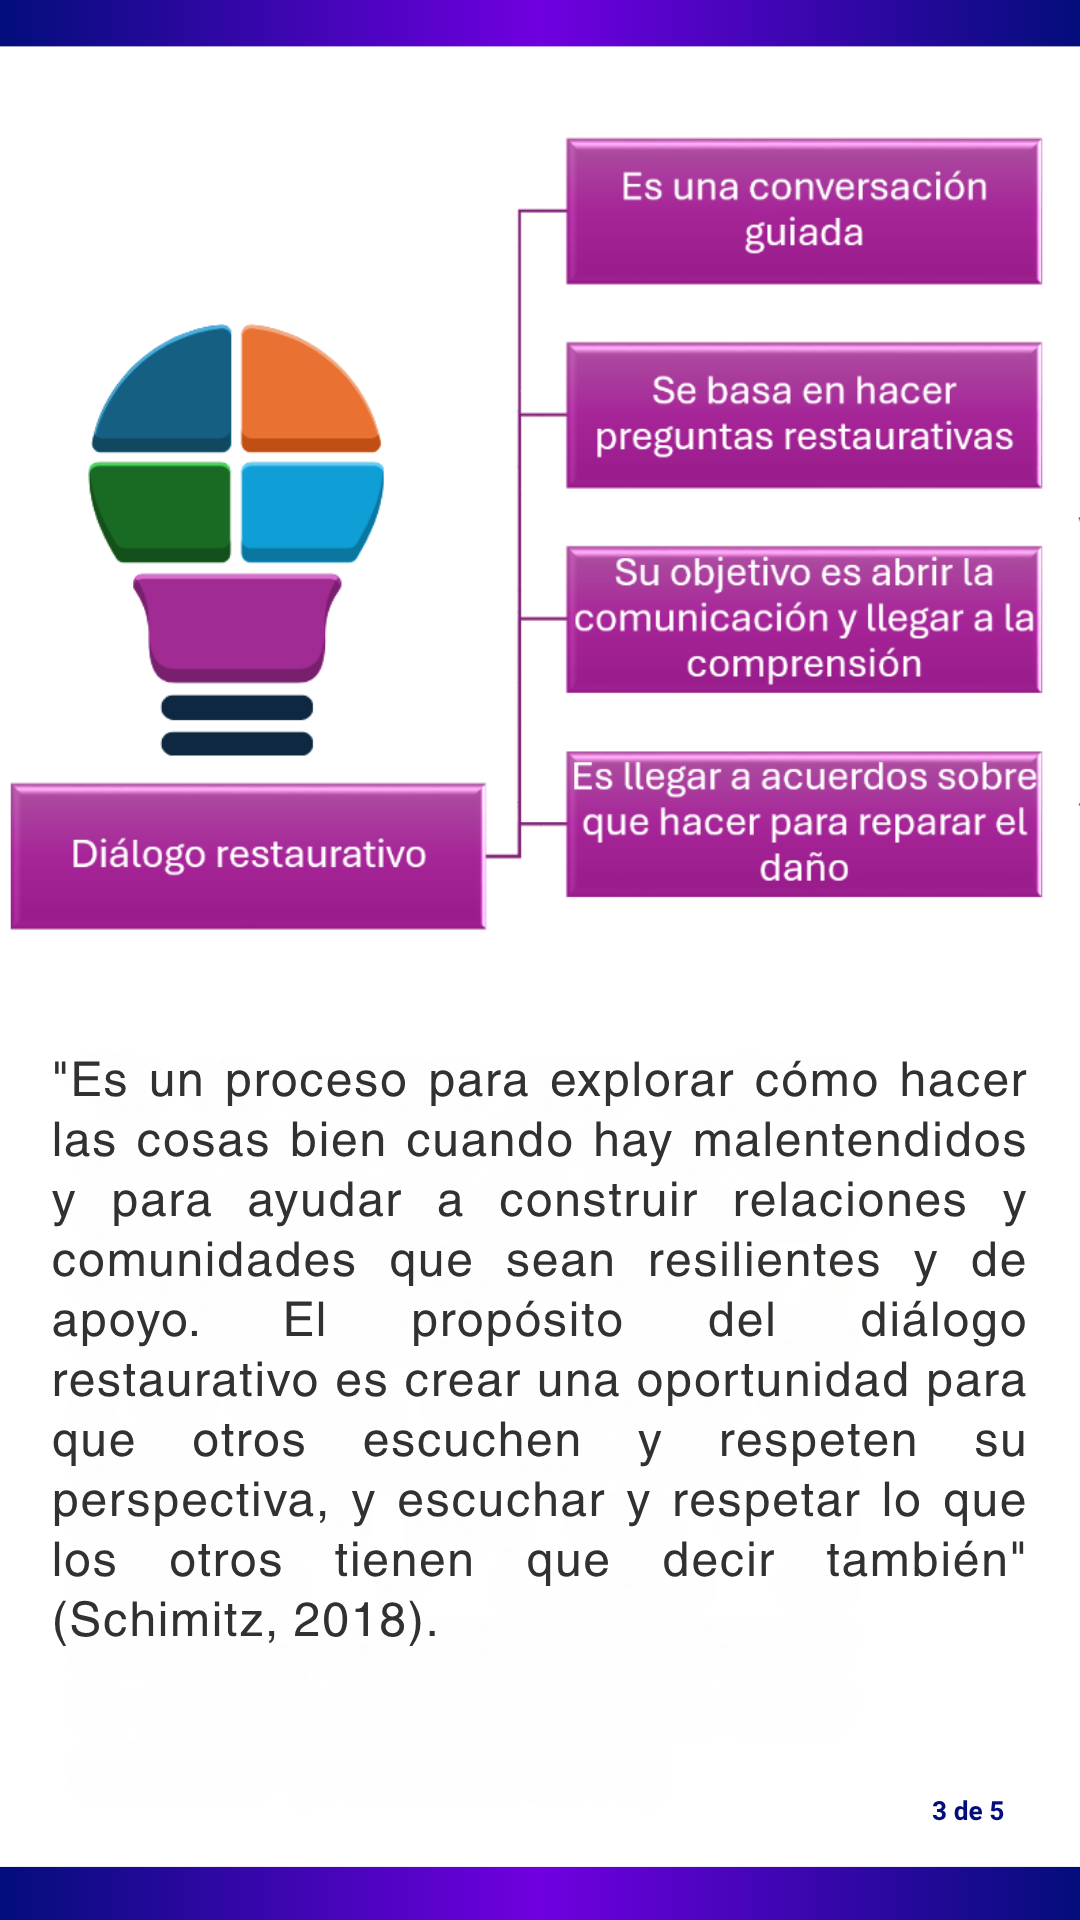 Es una conversación
guiada
Se basa en hacer
preguntas restaurativas
Su objetivo es abrir la
comunicación y llegar a la
comprensión
Es llegar a acuerdos sobre
que hacer para reparar el
daño
Diálogo restaurativo
"Es un proceso para explorar cómo hacer
las cosas bien cuando hay malentendidos
y para ayudar a construir relaciones y
comunidades que sean resilientes y de
apoyo. El propósito del diálogo
restaurativo es crear una oportunidad para
que otros escuchen y respeten su
perspectiva, y escuchar y respetar lo que
los otros tienen que decir también"
(Schimitz, 2018).
3 de 5